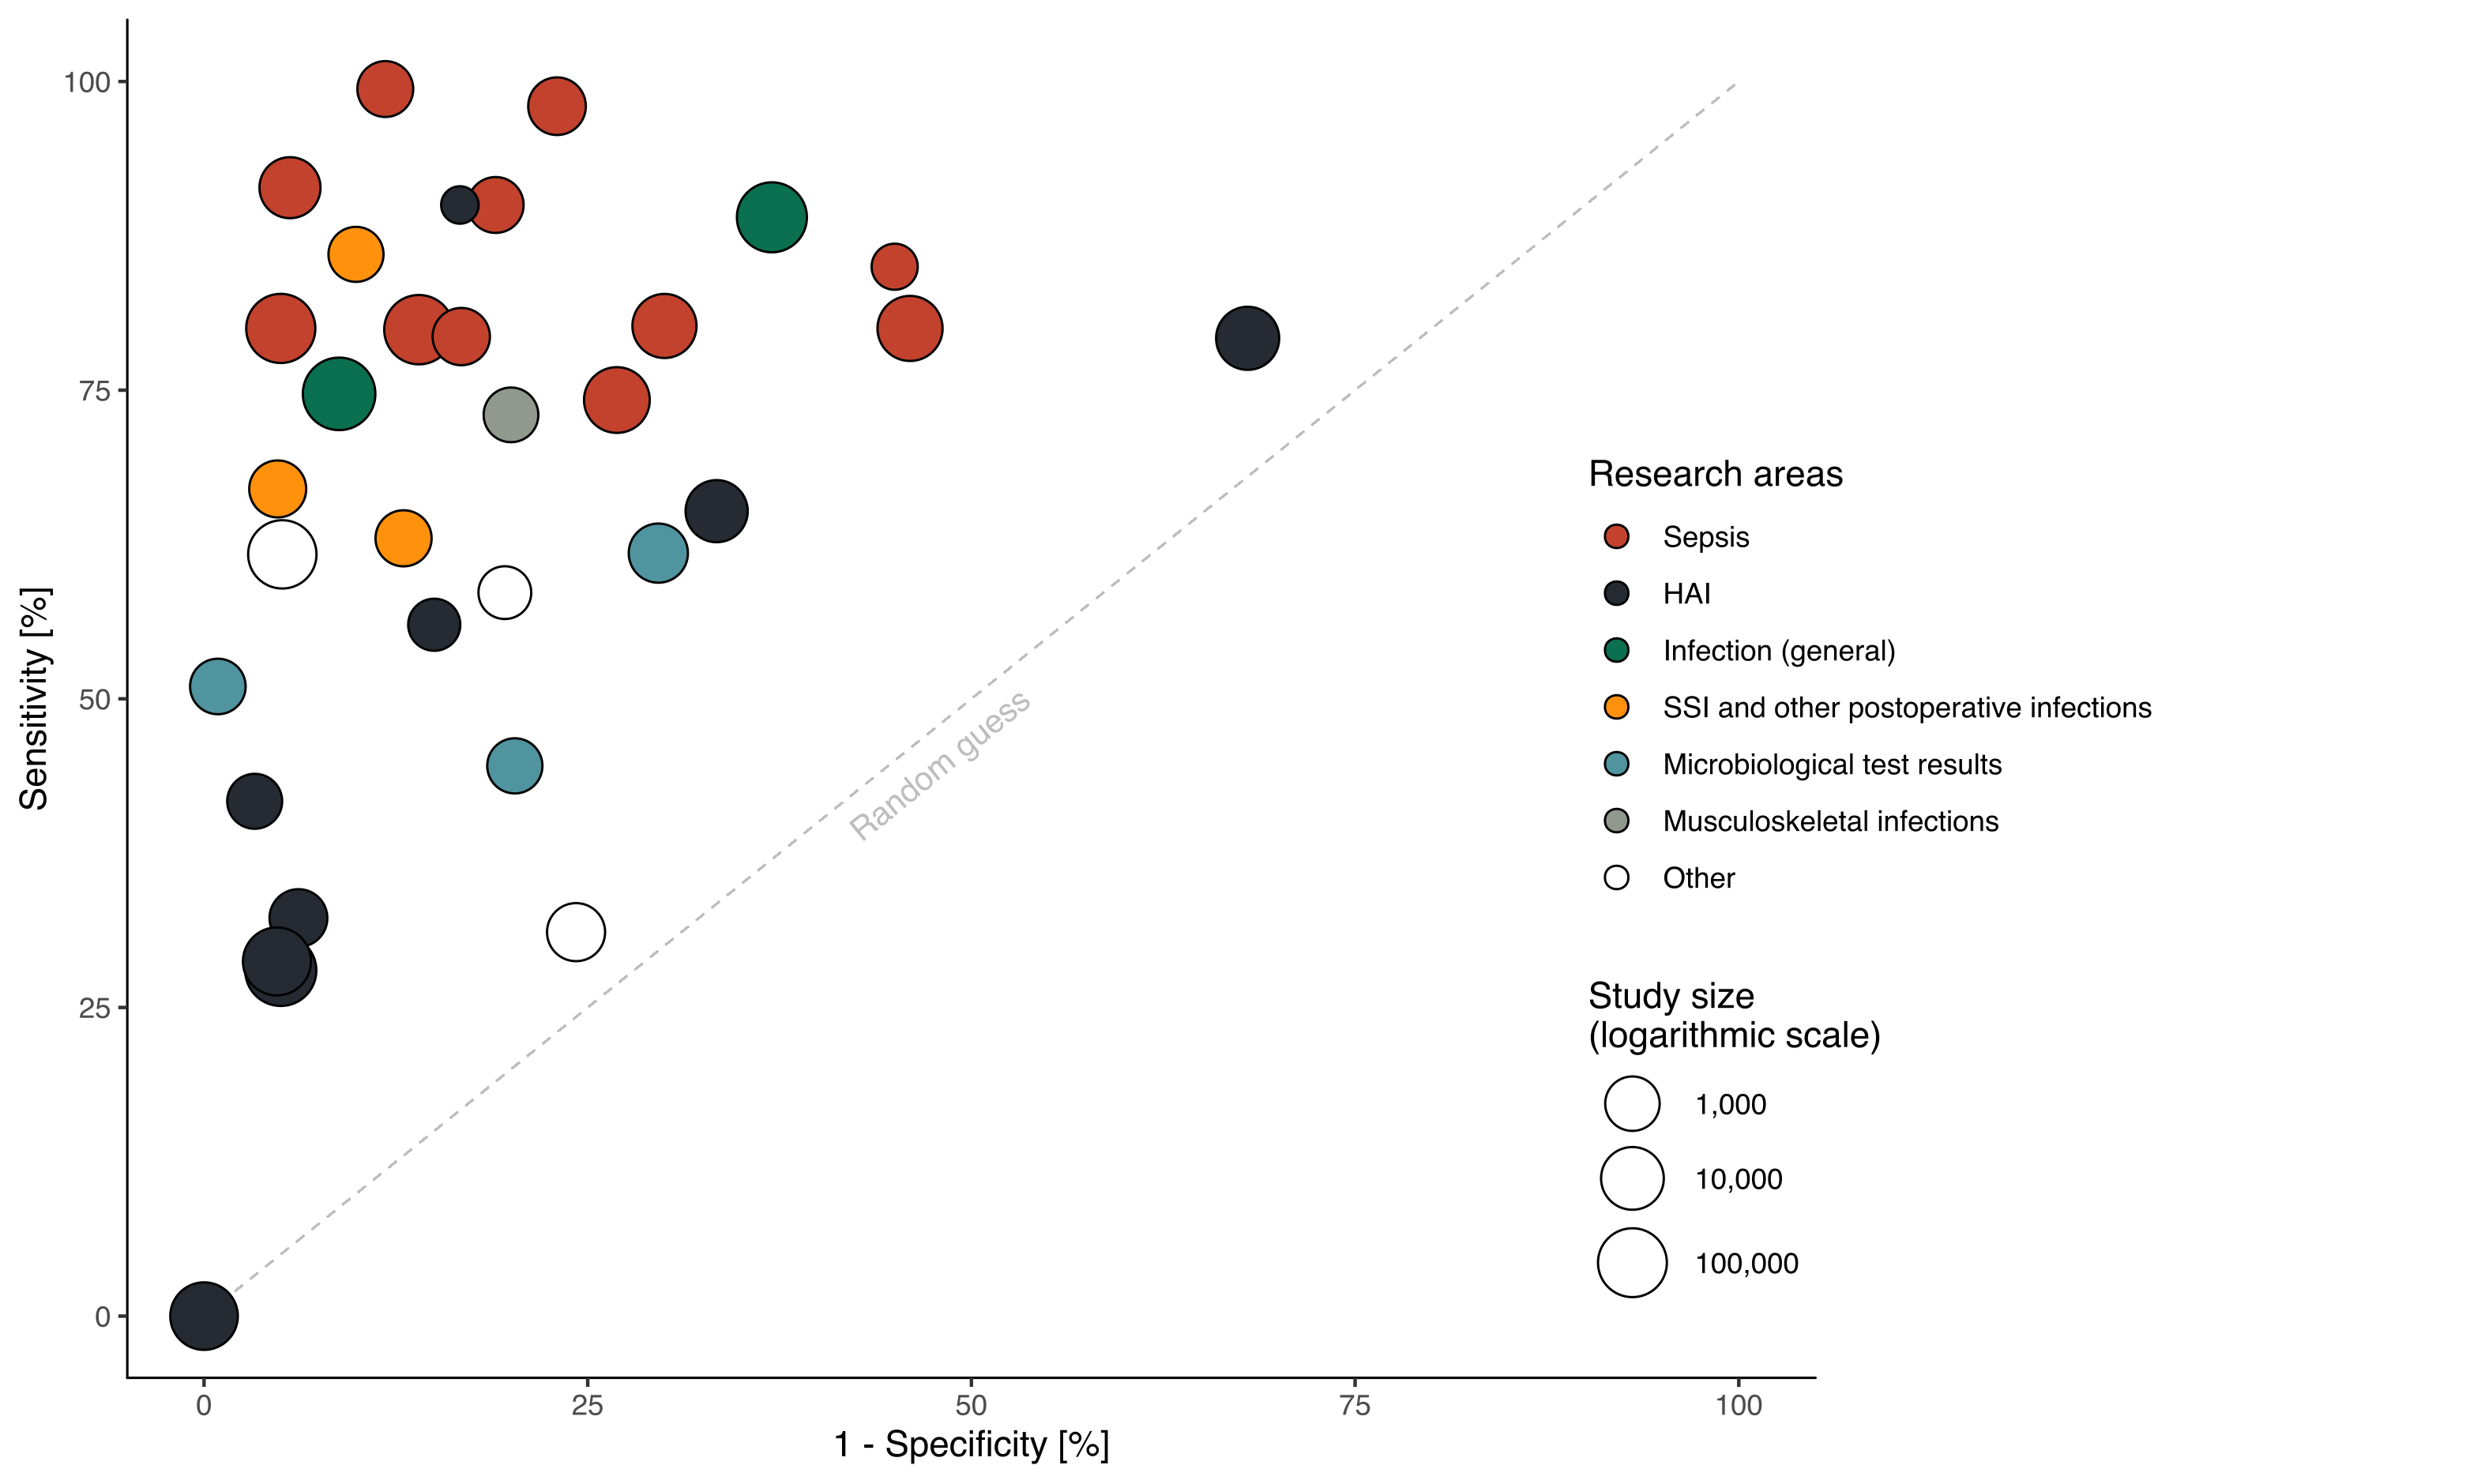 100
75
50
25
0
Sensitivity [%]
0
25
50
75
100
1 - Specificity [%]
Random guess
Research areas
Sepsis
HAI
Infection (general)
SSI and other postoperative infections
Microbiological test results
Musculoskeletal infections
Other
Study size
(logarithmic scale)
1,000
10,000
100,000